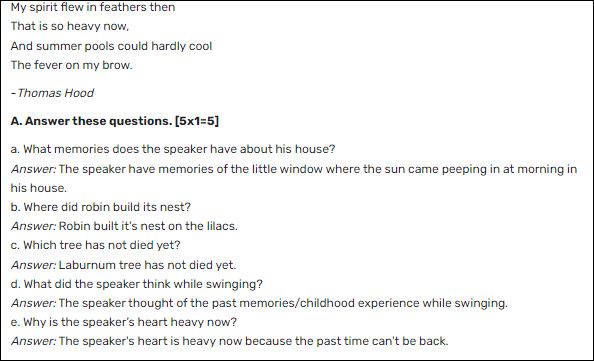 My spirit flew in feathers then
That is so heavy now,
And summer pools could hardly cool
The fever on my brow.
-Thomas Hood
A. Answer these questions. [5x1=5]
a. What memories does the speaker have about his house?
Answer: The speaker have memories of the little window where the sun came peeping in at morning in
his house.
b. Where did robin build its nest?
Answer: Robin built it's nest on the lilacs.
c. Which tree has not died yet?
Answer: Laburnum tree has not died yet.
d. What did the speaker think while swinging?
Answer: The speaker thought of the past memories/childhood experience while swinging.
e. Why is the speaker's heart heavy now?
Answer: The speaker's heart is heavy now because the past time can't be back.